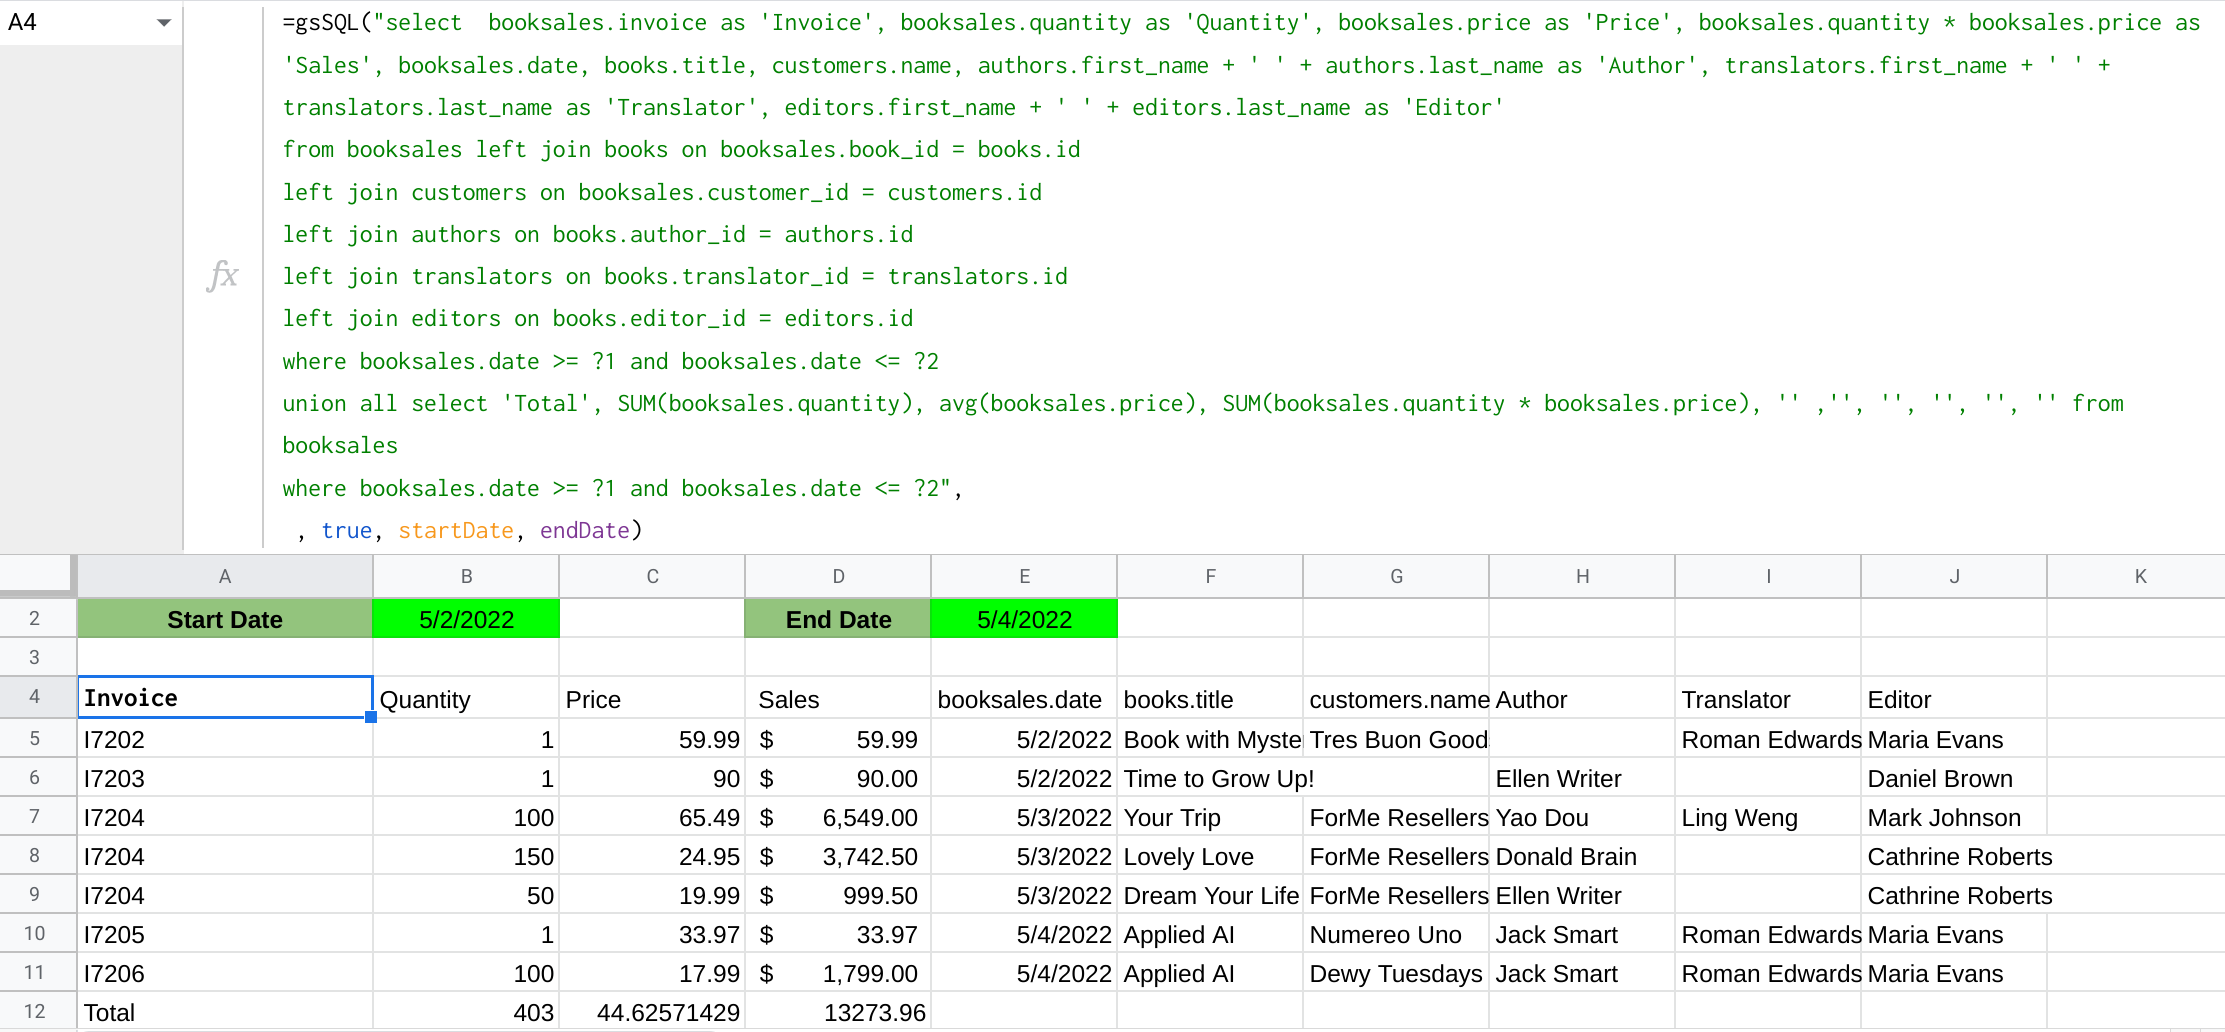 A4
=gsSQL("select  booksales.invoice as 'Invoice', booksales.quantity as 'Quantity', booksales.price as 'Price', booksales.quantity * booksales.price as
'Sales', booksales.date, books.title, customers.name, authors.first_name + ' ' + authors.last_name as 'Author', translators.first_name + ' ' +
translators.last_name as 'Translator', editors.first_name + ' ' + editors.last_name as 'Editor'
from booksales left join books on booksales.book_id = books.id
left join customers on booksales.customer_id = customers.id
left join authors on books.author_id = authors.id
fx
left join translators on books.translator_id = translators.id
left join editors on books.editor_id = editors.id
where booksales.date >= ?1 and booksales.date <= ?2
union all select 'Total', SUM(booksales.quantity), avg(booksales.price), SUM(booksales.quantity * booksales.price), '' ,'', '', '', '', '' from
booksales
where booksales.date >= ?1 and booksales.date <= ?2",
 , true, startDate, endDate)
A B C D E F G H I J K
2 Start Date 5/2/2022 End Date 5/4/2022
3
4 Invoice Quantity Price Sales booksales.date books.title customers.name Author Translator Editor
5 I7202 1 59.99 $ 59.99 5/2/2022 Book with Myste Tres Buon Good Roman Edwards Maria Evans
6 I7203 1 90 $ 90.00 5/2/2022 Time to Grow Up! Ellen Writer Daniel Brown
7 I7204 100 65.49 $ 6,549.00 5/3/2022 Your Trip ForMe Resellers Yao Dou Ling Weng Mark Johnson
8 I7204 150 24.95 $ 3,742.50 5/3/2022 Lovely Love ForMe Resellers Donald Brain Cathrine Roberts
9 I7204 50 19.99 $ 999.50 5/3/2022 Dream Your Life ForMe Resellers Ellen Writer Cathrine Roberts
10 I7205 1 33.97 $ 33.97 5/4/2022 Applied AI Numereo Uno Jack Smart Roman Edwards Maria Evans
11 I7206 100 17.99 $ 1,799.00 5/4/2022 Applied AI Dewy Tuesdays Jack Smart Roman Edwards Maria Evans
12 Total 403 44.62571429 13273.96